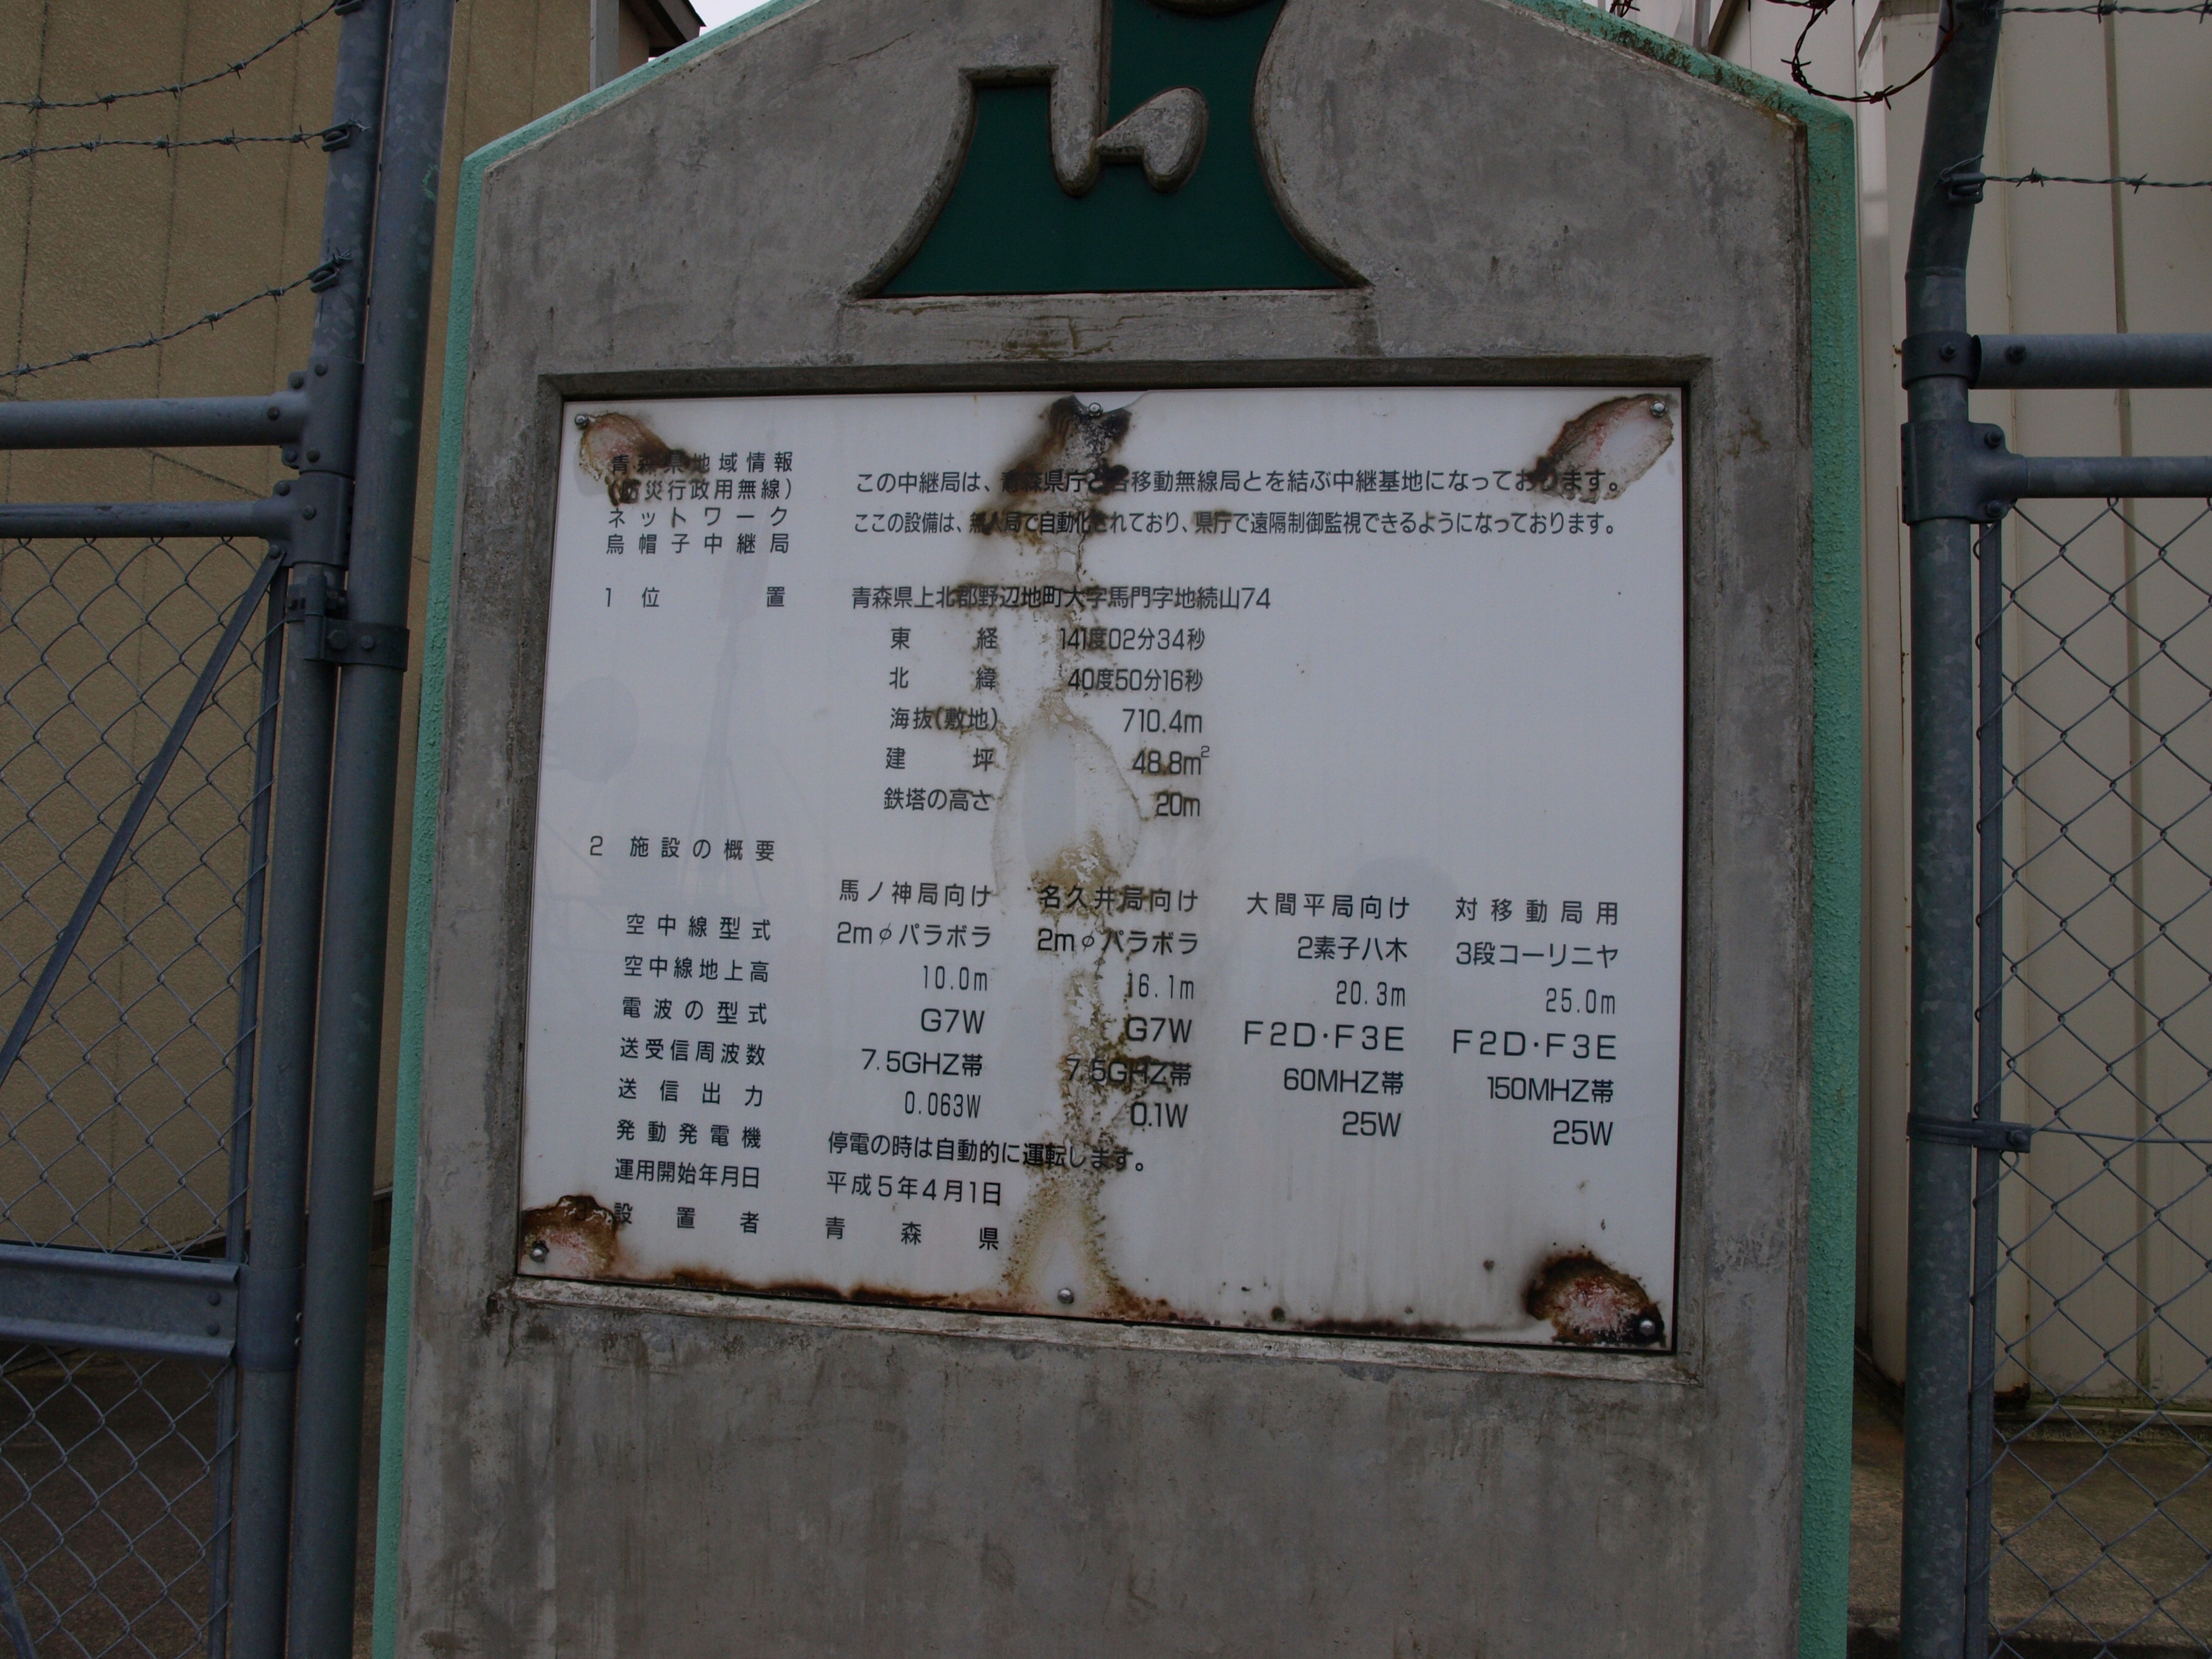 青森県地域情報
(防災行政用無線)
ネットワーク
烏帽子中継局
この中継局は、青森県庁と各移動無線局とを結ぶ中継基地になっております。
ここの設備は、無人局で自動化されており、県庁で遠隔制御監視できるようになっております。
1 位置 青森県上北郡野辺地町大字馬門字地続山74
東経 141度02分34秒
北緯 40度50分16秒
海抜(敷地) 710.4m
建坪 48.8m²
鉄塔の高さ 20m
2 施設の概要
馬ノ神局向け 名久井局向け 大間平局向け 対移動局用
空中線型式 2mφパラボラ 2mφパラボラ 2素子八木 3段コーリニヤ
空中線地上高 10.0m 16.1m 20.3m 25.0m
電波の型式 G7W G7W F2D・F3E F2D・F3E
送受信周波数 7.5GHZ帯 7.5GHZ帯 60MHZ帯 150MHZ帯
送信出力 0.063W 0.1W 25W 25W
発動発電機 停電の時は自動的に運転します。
運用開始年月日 平成5年4月1日
設置者 青森県